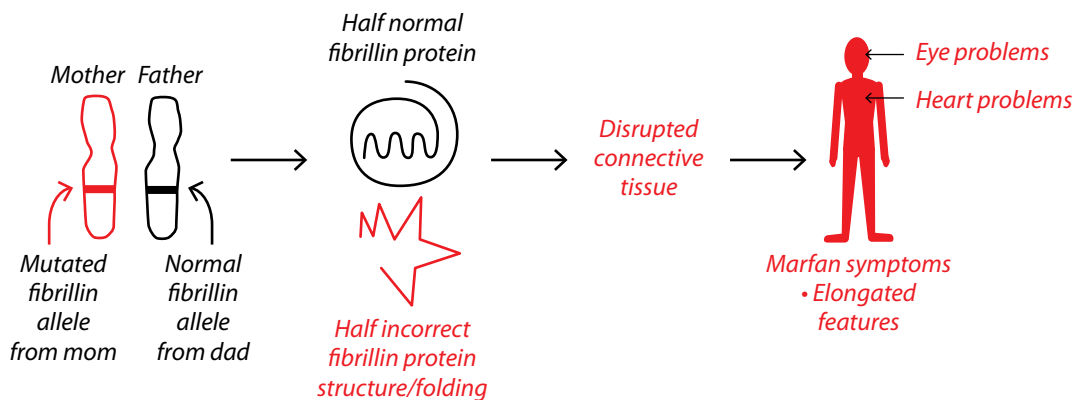 Mother Father
Mutated
fibrillin
allele
from mom
Normal
fibrillin
allele
from dad
Half normal
fibrillin protein
Half incorrect
fibrillin protein
structure/folding
Disrupted
connective
tissue
Eye problems
Heart problems
Marfan symptoms
• Elongated
features